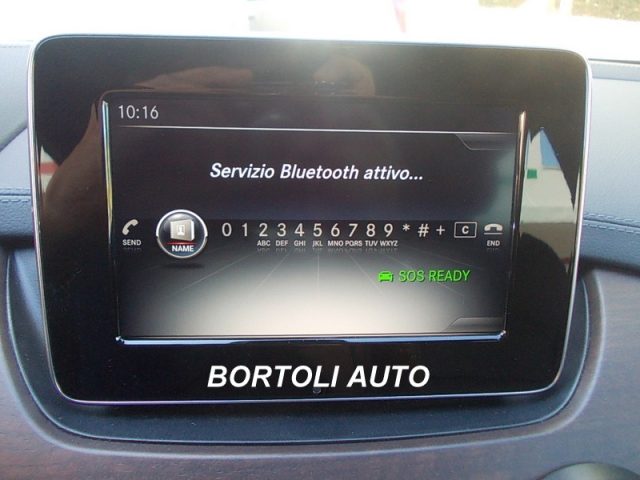 10:16
Servizio Bluetooth attivo...
SEND NAME 0 1 2 3 4 5 6 7 8 9 * # + C END
ABC DEF GHI JKL MNO PQRS TUV WXYZ
SOS READY
BORTOLI AUTO